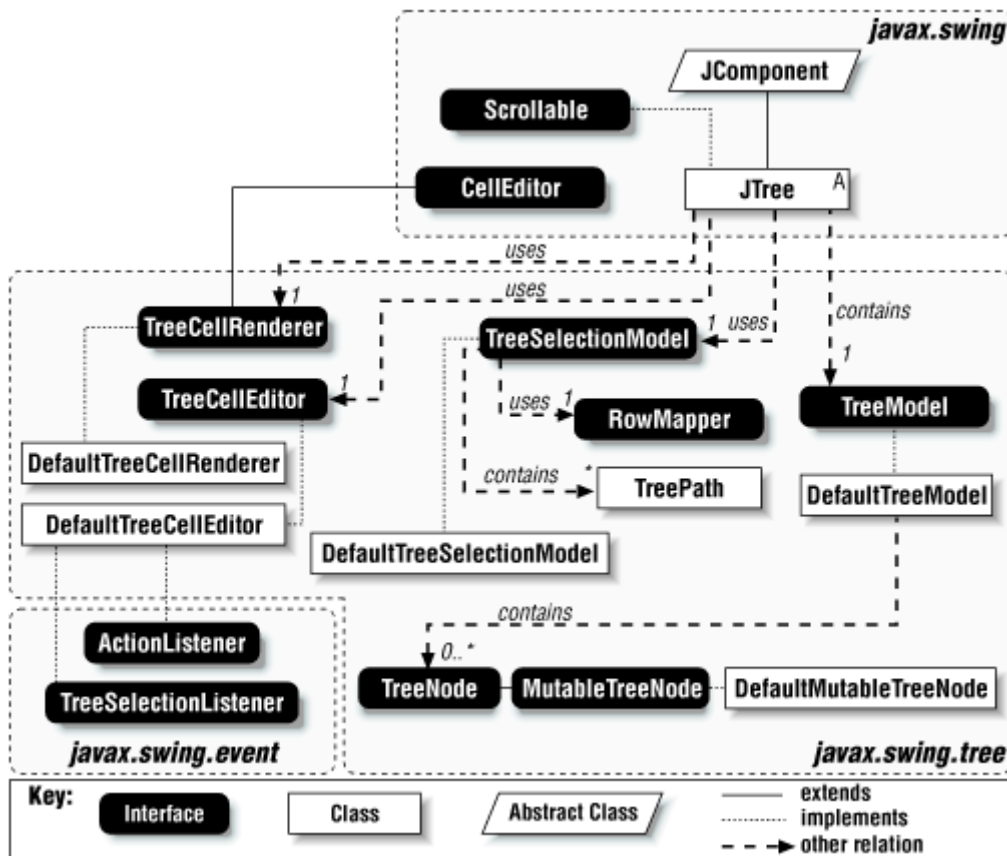 javax.swing
JComponent
Scrollable
CellEditor
JTree
A
uses
1
uses
TreeCellRenderer
TreeSelectionModel
1
uses
contains
1
TreeCellEditor
1
uses
1
RowMapper
TreeModel
DefaultTreeCellRenderer
contains
*
TreePath
DefaultTreeModel
DefaultTreeCellEditor
DefaultTreeSelectionModel
contains
0..*
ActionListener
TreeSelectionListener
TreeNode
MutableTreeNode
DefaultMutableTreeNode
javax.swing.event
javax.swing.tree
Key:
Interface
Class
Abstract Class
extends
implements
other relation